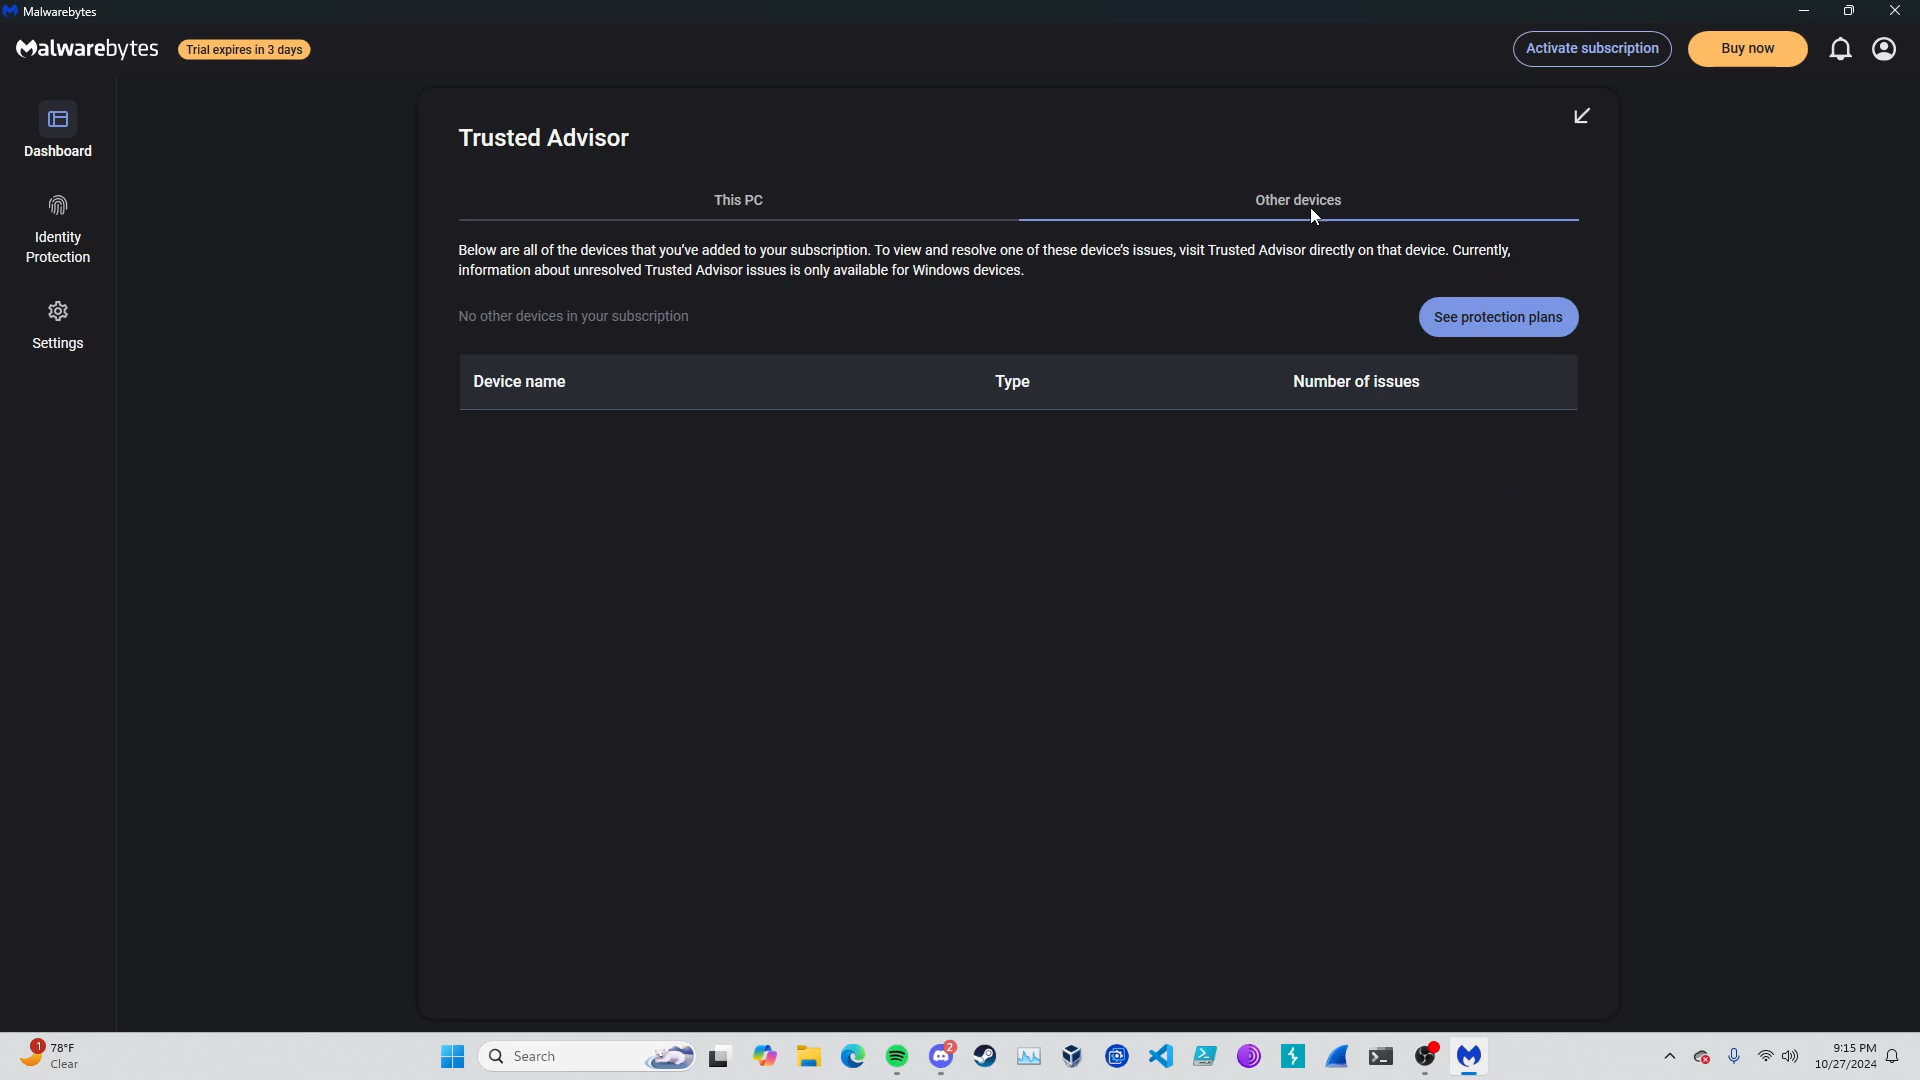 Malwarebytes
Malwarebytes
Trial expires in 3 days
Activate subscription
Buy now
Dashboard
Identity
Protection
Settings
Trusted Advisor
This PC
Other devices
Below are all of the devices that you've added to your subscription. To view and resolve one of these device's issues, visit Trusted Advisor directly on that device. Currently,
information about unresolved Trusted Advisor issues is only available for Windows devices.
No other devices in your subscription
See protection plans
Device name
Type
Number of issues
1
78°F
Clear
Search
2
9:15 PM
10/27/2024